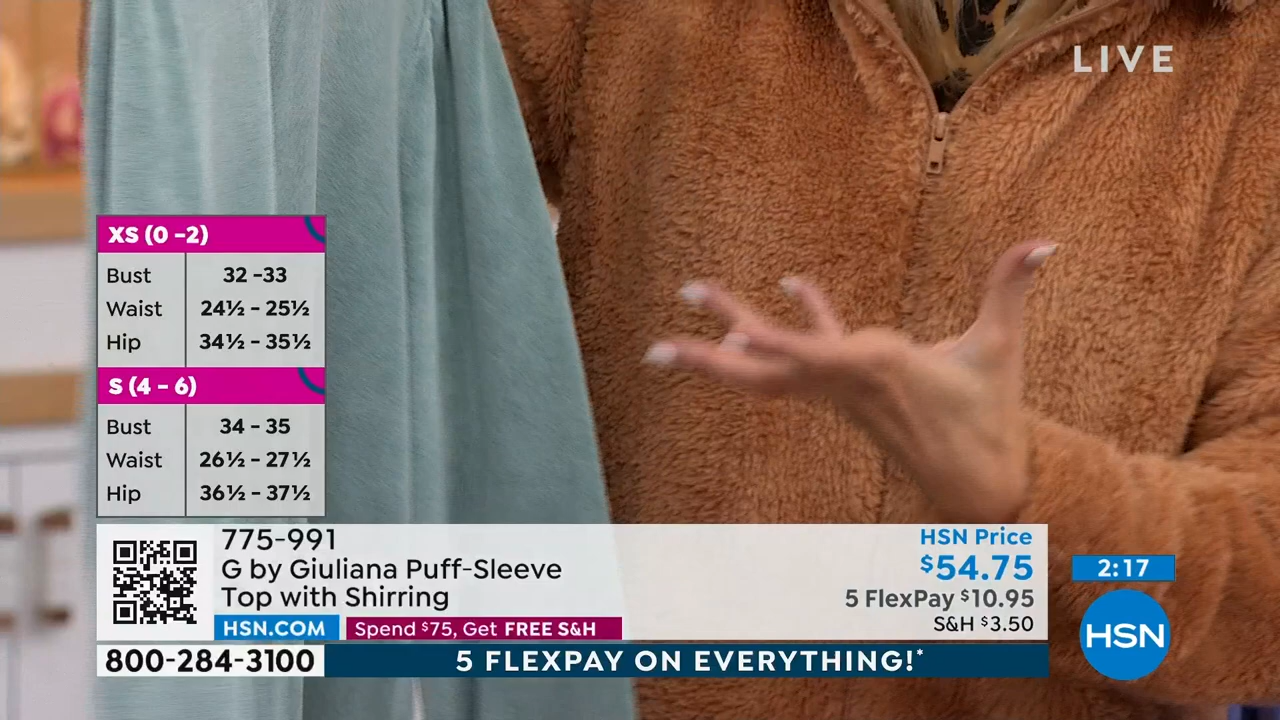 LIVE
XS (0 –2)
Bust 32 –33
Waist 24½ – 25½
Hip 34½ – 35½
S (4 – 6)
Bust 34 – 35
Waist 26½ – 27½
Hip 36½ – 37½
775-991
G by Giuliana Puff-Sleeve
Top with Shirring
HSN.COM
Spend $75, Get FREE S&H
HSN Price
$54.75
5 FlexPay $10.95
S&H $3.50
2:17
HSN
800-284-3100
5 FLEXPAY ON EVERYTHING!*